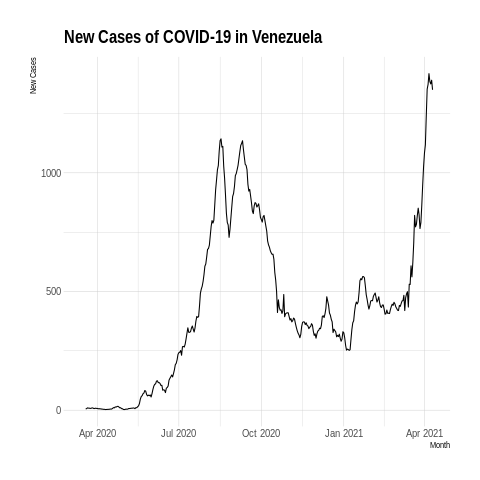 New Cases of COVID-19 in Venezuela
New Cases
1000
500
0
Apr 2020
Jul 2020
Oct 2020
Jan 2021
Apr 2021
Month